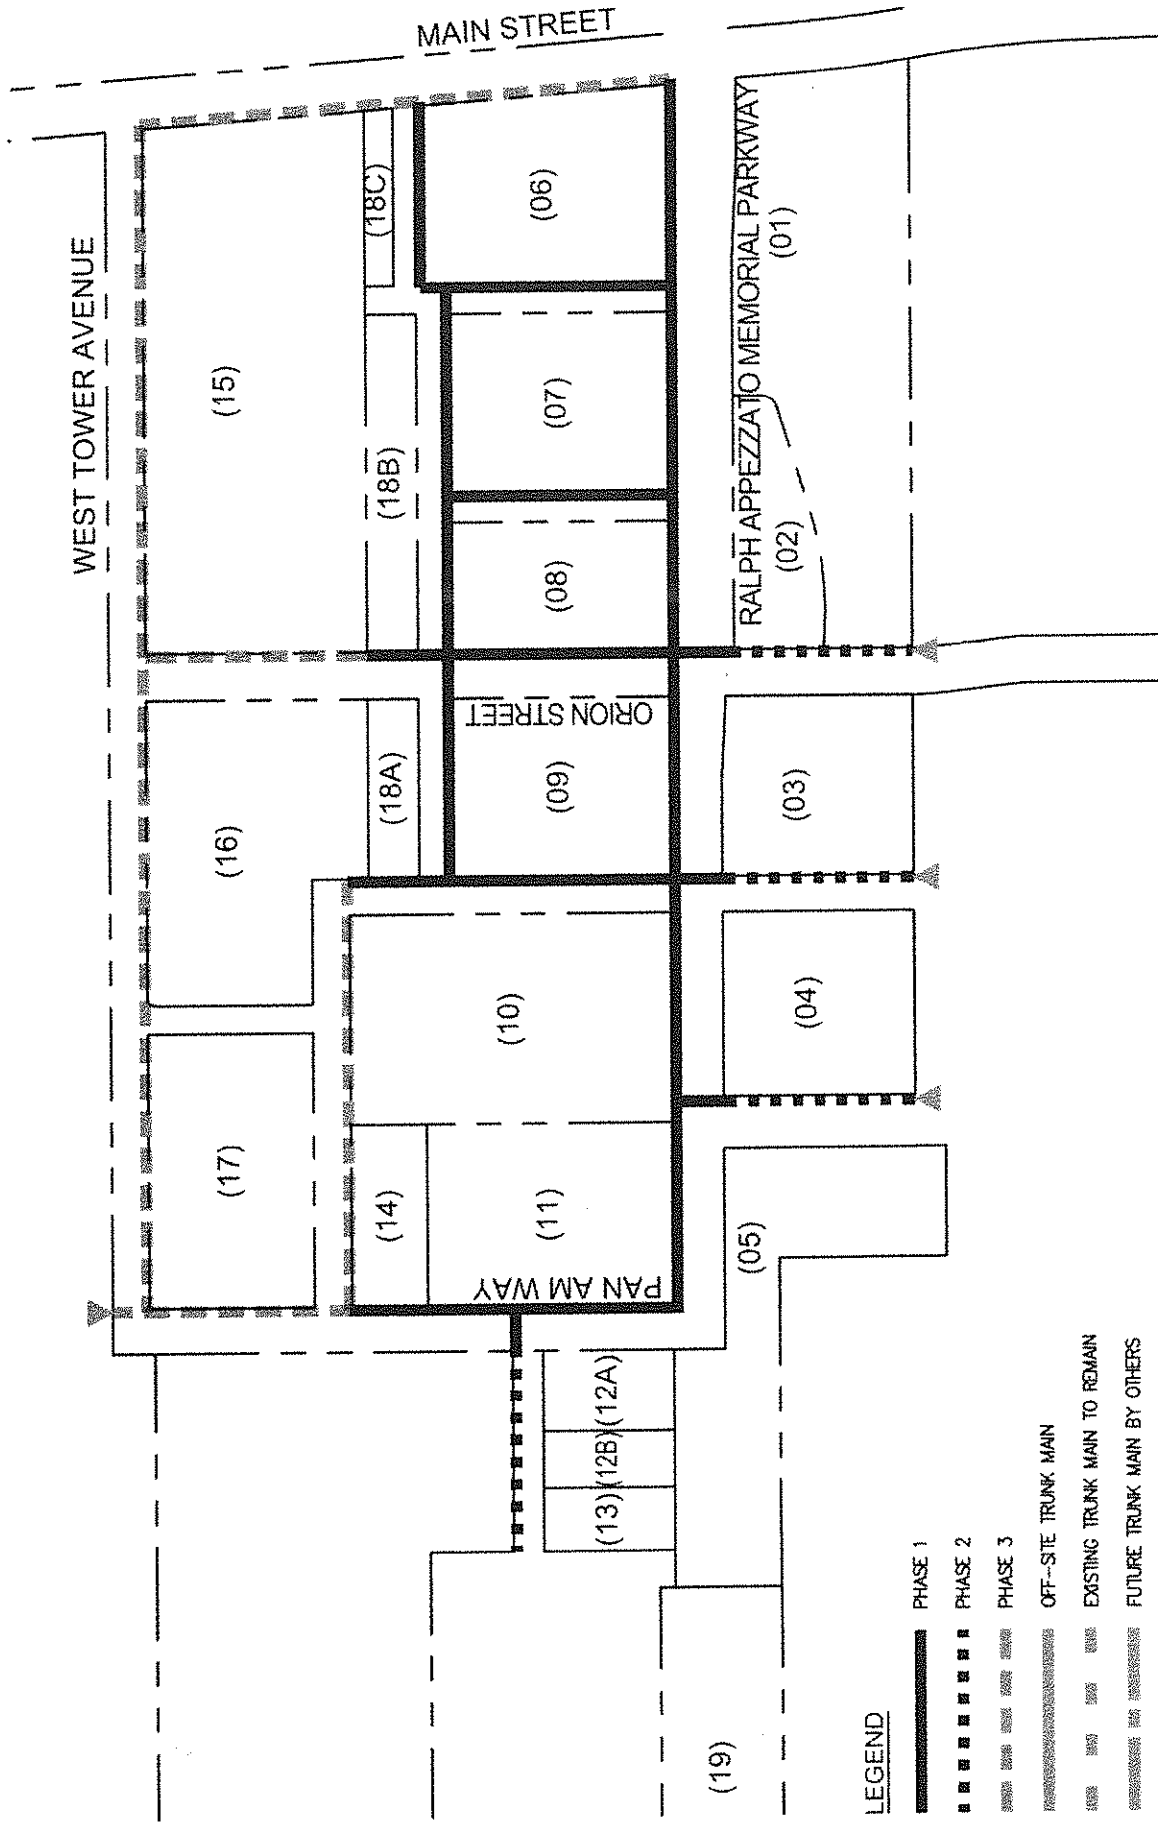 MAIN STREET
WEST TOWER AVENUE
RALPH APPEZZATO MEMORIAL PARKWAY
ORION STREET
PAN AM WAY
(17)
(16)
(15)
(14)
(18A)
(18B)
(18C)
(11)
(10)
(09)
(08)
(07)
(06)
(13)
(12B)
(12A)
(05)
(04)
(03)
(02)
(01)
(19)
LEGEND
PHASE 1
PHASE 2
PHASE 3
OFF-SITE TRUNK MAIN
EXISTING TRUNK MAIN TO REMAIN
FUTURE TRUNK MAIN BY OTHERS